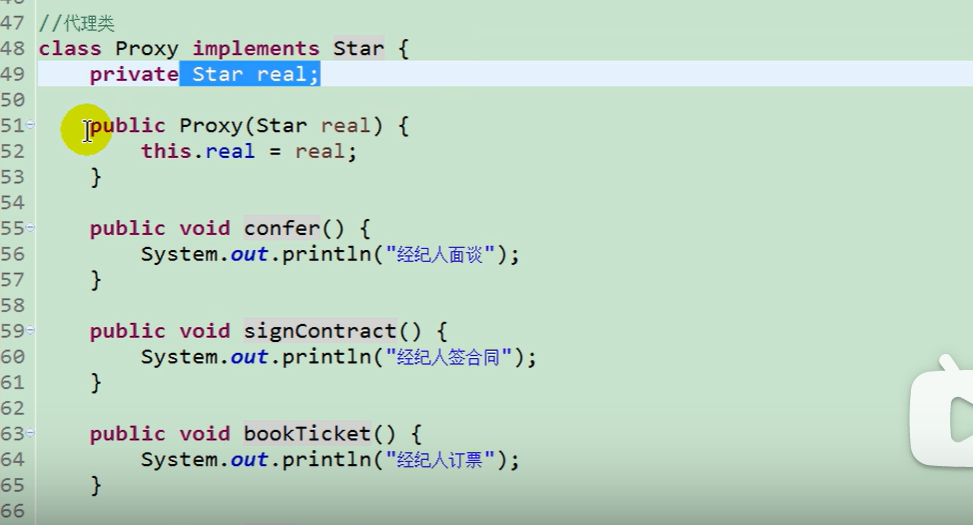 47 //代理类
48 class Proxy implements Star {
49     private Star real;
50
51     public Proxy(Star real) {
52         this.real = real;
53     }
54
55     public void confer() {
56         System.out.println("经纪人面谈");
57     }
58
59     public void signContract() {
60         System.out.println("经纪人签合同");
61     }
62
63     public void bookTicket() {
64         System.out.println("经纪人订票");
65     }
66